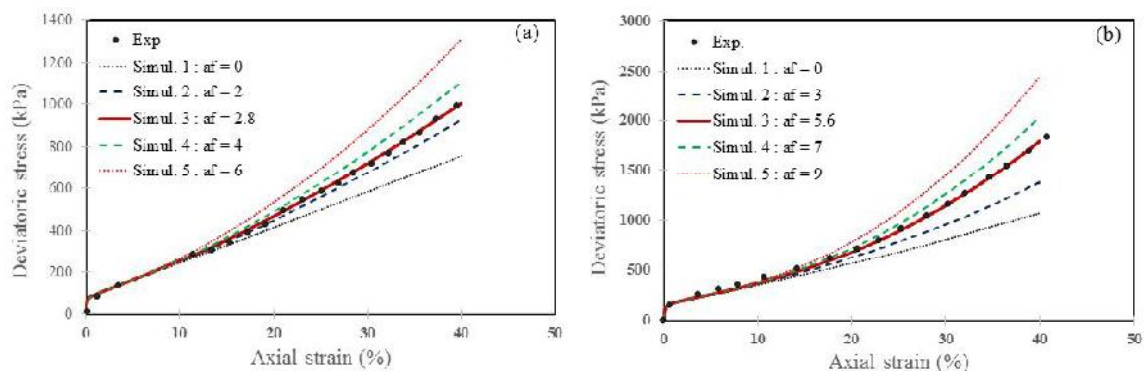 (a)
Deviatoric stress (kPa)
1400
1200
1000
800
600
400
200
0
Exp
Simul. 1 : af = 0
Simul. 2 : af = 2
Simul. 3 : af = 2.8
Simul. 4 : af = 4
Simul. 5 : af = 6
0 10 20 30 40 50
Axial strain (%)
(b)
Deviatoric stress (kPa)
3000
2500
2000
1500
1000
500
0
Exp.
Simul. 1 : af = 0
Simul. 2 : af = 3
Simul. 3 : af = 5.6
Simul. 4 : af = 7
Simul. 5 : af = 9
0 10 20 30 40 50
Axial strain (%)